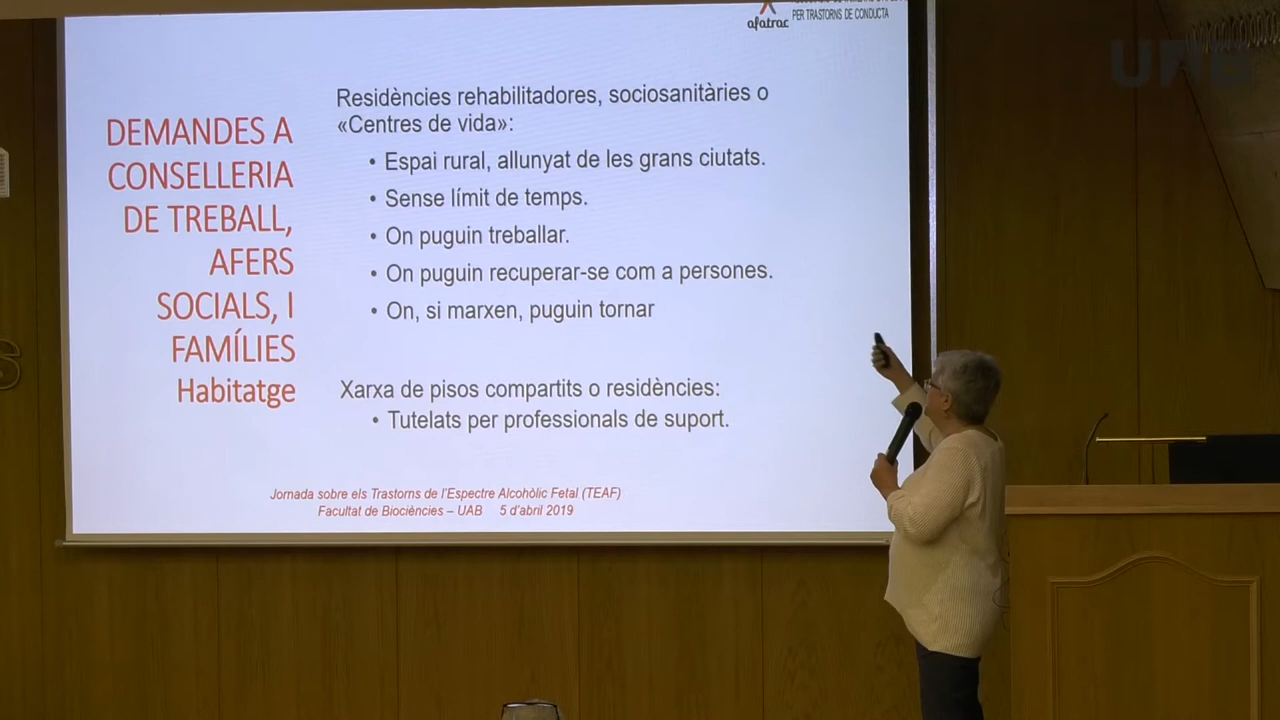 afatrac
PER TRASTORNS DE CONDUCTA
UAB
DEMANDES A
CONSELLERIA
DE TREBALL,
AFERS
SOCIALS, I
FAMÍLIES
Habitatge
Residències rehabilitadores, sociosanitàries o
«Centres de vida»:
• Espai rural, allunyat de les grans ciutats.
• Sense límit de temps.
• On puguin treballar.
• On puguin recuperar-se com a persones.
• On, si marxen, puguin tornar
Xarxa de pisos compartits o residències:
• Tutelats per professionals de suport.
Jornada sobre els Trastorns de l'Espectre Alcohòlic Fetal (TEAF)
Facultat de Biociències – UAB 5 d'abril 2019